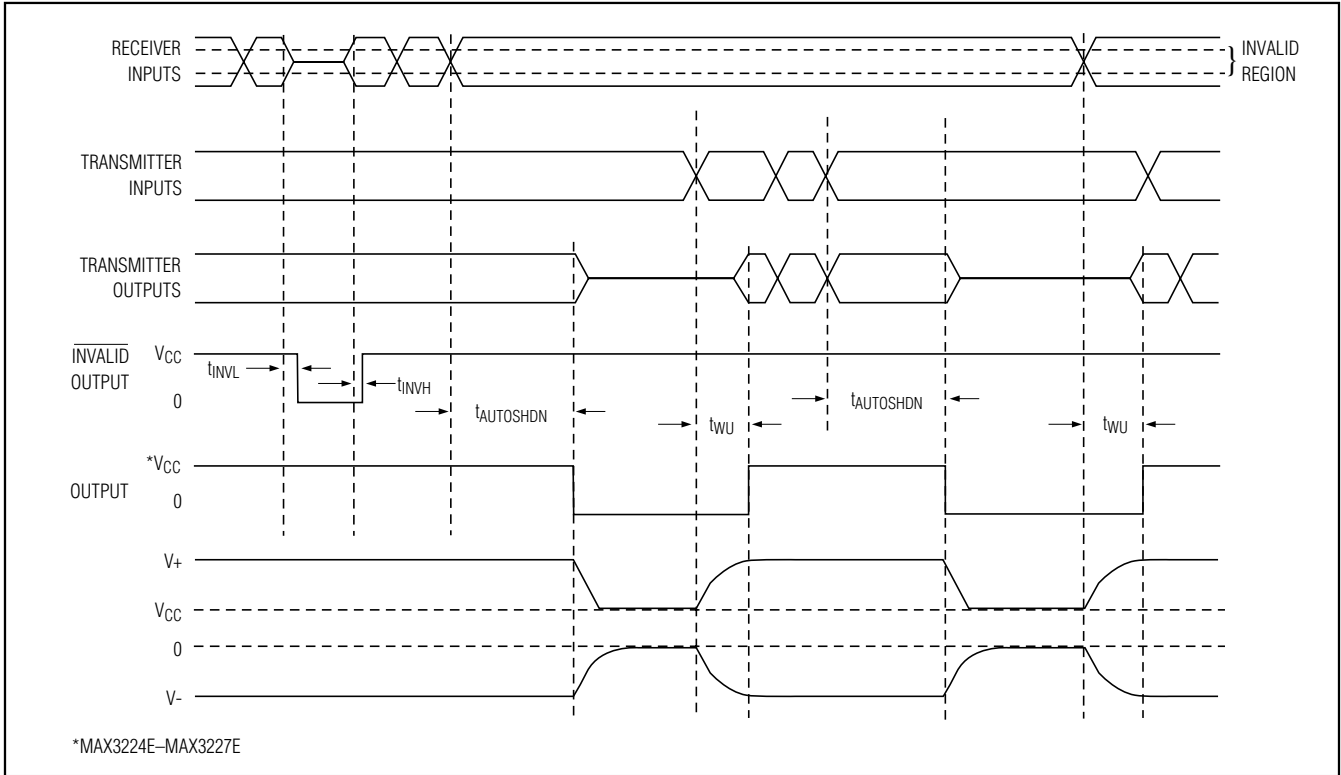 RECEIVER
INPUTS
INVALID
REGION
TRANSMITTER
INPUTS
TRANSMITTER
OUTPUTS
INVALID
OUTPUT
VCC
0
tINVL
tINVH
tAUTOSHDN
tWU
tAUTOSHDN
tWU
OUTPUT
*VCC
0
V+
VCC
0
V-
*MAX3224E–MAX3227E